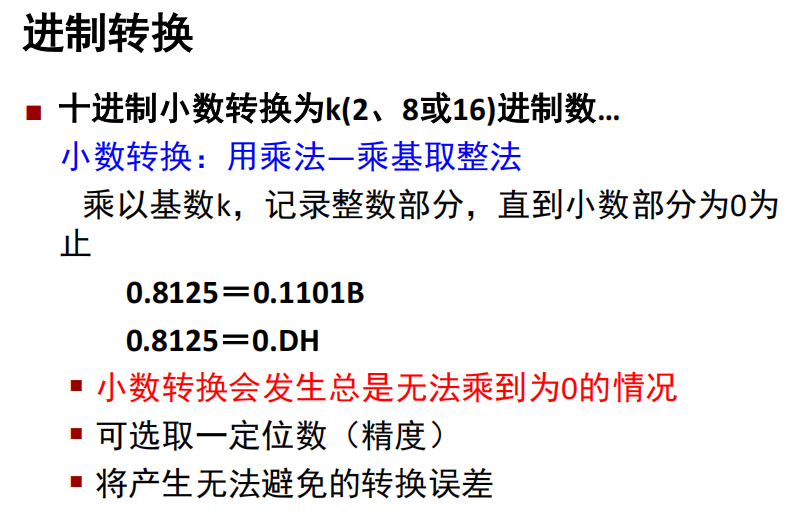 进制转换
十进制小数转换为k(2、8或16)进制数...
小数转换：用乘法—乘基取整法
乘以基数k，记录整数部分，直到小数部分为0为
止
0.8125＝0.1101B
0.8125＝0.DH
小数转换会发生总是无法乘到为0的情况
可选取一定位数（精度）
将产生无法避免的转换误差